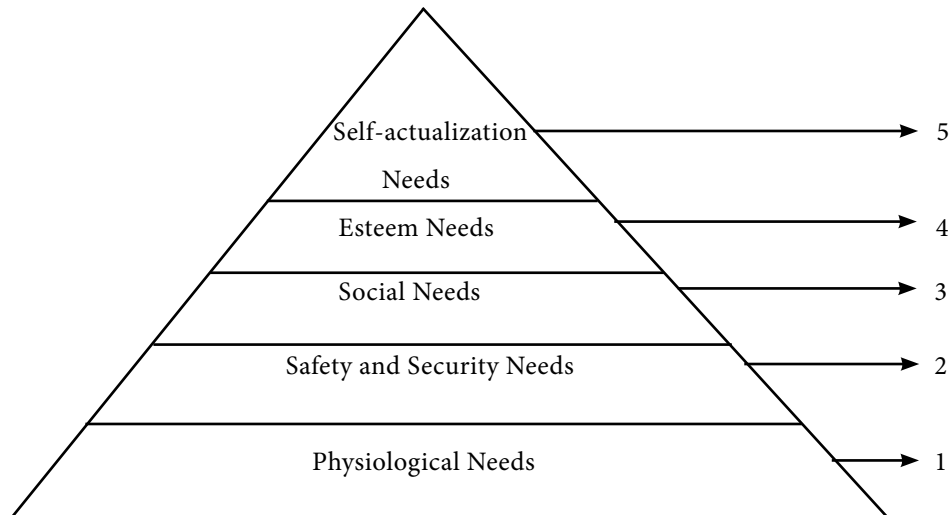 Self-actualization 5
Needs
Esteem Needs 4
Social Needs 3
Safety and Security Needs 2
Physiological Needs 1